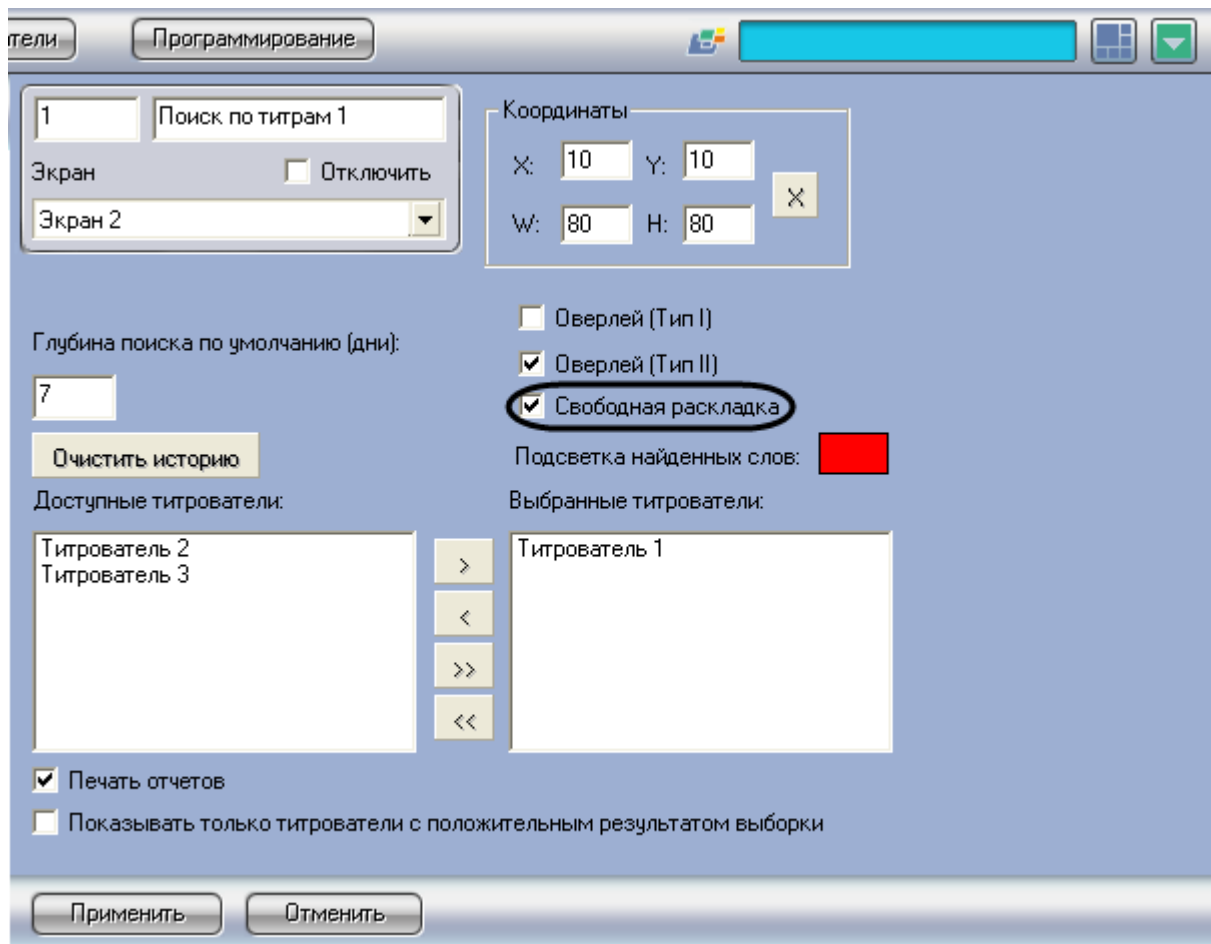 тели Программирование
1 Поиск по титрам 1
Экран Отключить
Экран 2
Координаты
X: 10 Y: 10
X
W: 80 H: 80
Оверлей (Тип I)
Глубина поиска по умолчанию (дни):
Оверлей (Тип II)
7
Свободная раскладка
Очистить историю
Подсветка найденных слов:
Доступные титрователи:
Титрователь 2
Титрователь 3
>
<
>>
<<
Выбранные титрователи:
Титрователь 1
Печать отчетов
Показывать только титрователи с положительным результатом выборки
Применить Отменить